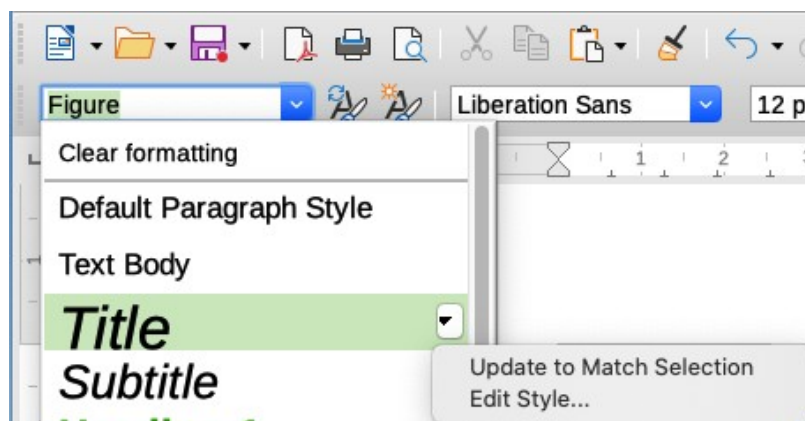 Figure
Liberation Sans
12 p
Clear formatting
1
2
Default Paragraph Style
Text Body
1
Title
Subtitle
Update to Match Selection
Edit Style...